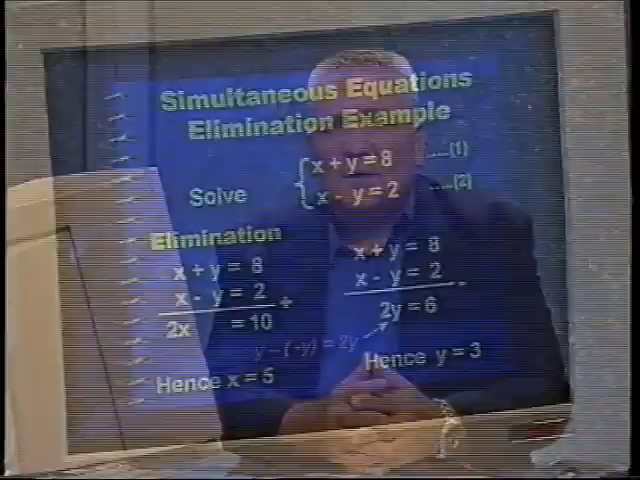 Simultaneous Equations
Elimination Example
Solve
x + y = 8 ....(1)
x - y = 2 ....(2)
Elimination
x + y = 8
x - y = 2 +
2x = 10
Hence x = 5
x + y = 8
x - y = 2 -
2y = 6
y - (-y) = 2y
Hence y = 3